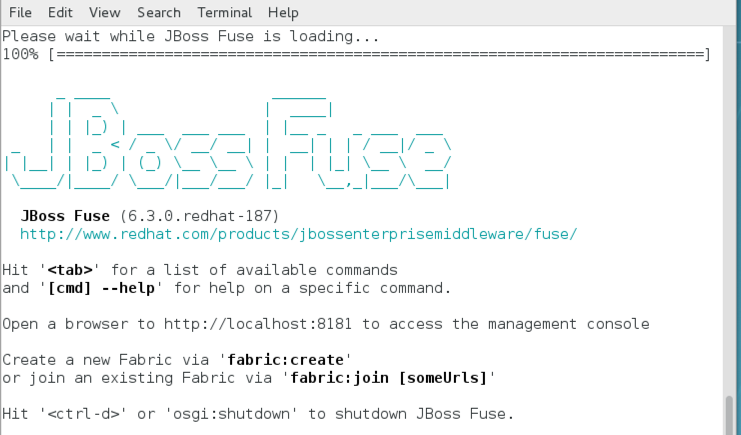 File Edit View Search Terminal Help
Please wait while JBoss Fuse is loading...
100% [========================================================================]
JBoss Fuse
JBoss Fuse (6.3.0.redhat-187)
http://www.redhat.com/products/jbossenterprisemiddleware/fuse/
Hit '<tab>' for a list of available commands
and '[cmd] --help' for help on a specific command.
Open a browser to http://localhost:8181 to access the management console
Create a new Fabric via 'fabric:create'
or join an existing Fabric via 'fabric:join [someUrls]'
Hit '<ctrl-d>' or 'osgi:shutdown' to shutdown JBoss Fuse.